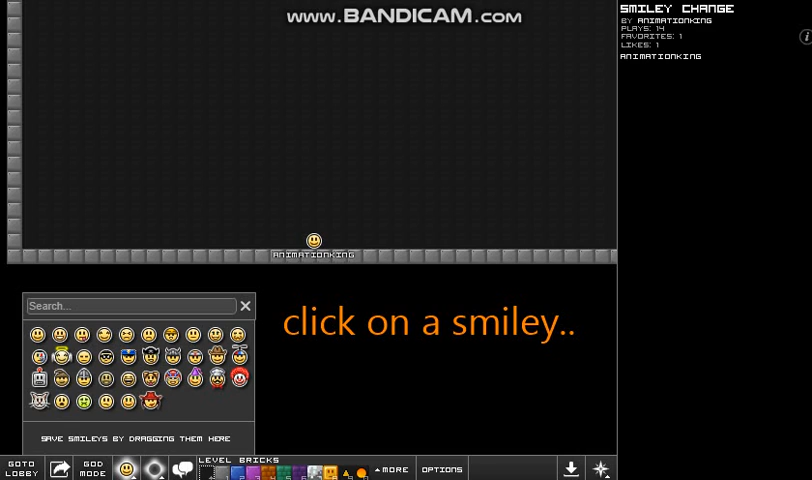 www.BANDICAM.com
SMILEY CHANGE
BY ANIMATIONKING
PLAYS: 14
FAVORITES: 1
LIKES: 1
ANIMATIONKING
ANIMATIONKING
Search...
click on a smiley..
SAVE SMILEYS BY DRAGGING THEM HERE
GOTO LOBBY
GOD MODE
LEVEL BRICKS
MORE
OPTIONS